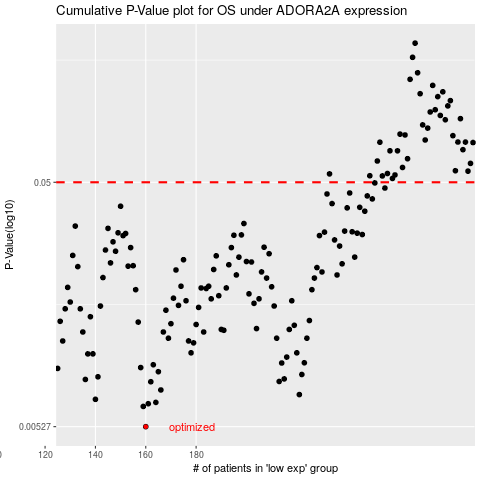 Cumulative P-Value plot for OS under ADORA2A expression
P-Value(log10)
0.05
0.00527
optimized
0 120 140 160 180
# of patients in 'low exp' group